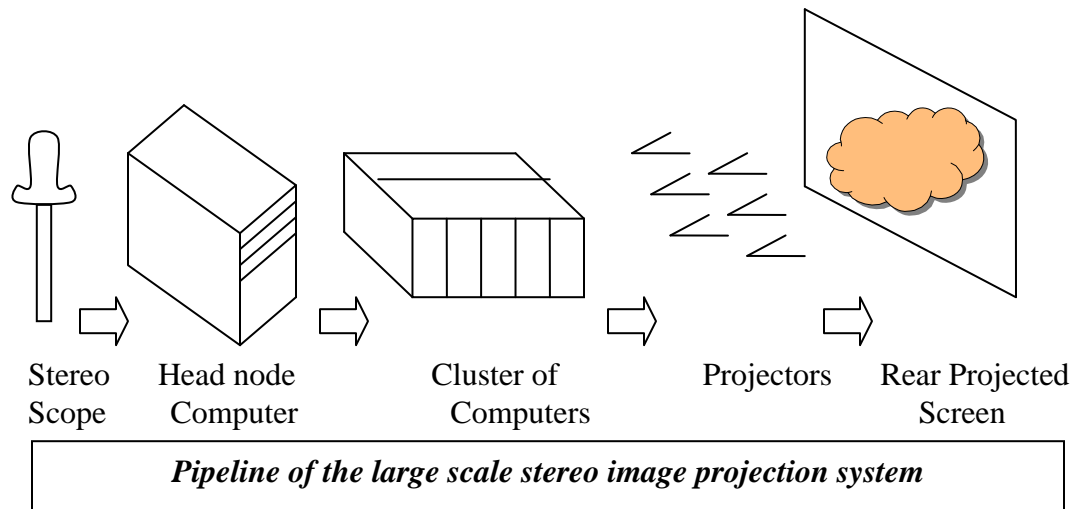 Stereo Scope
Head node Computer
Cluster of Computers
Projectors
Rear Projected Screen
Pipeline of the large scale stereo image projection system